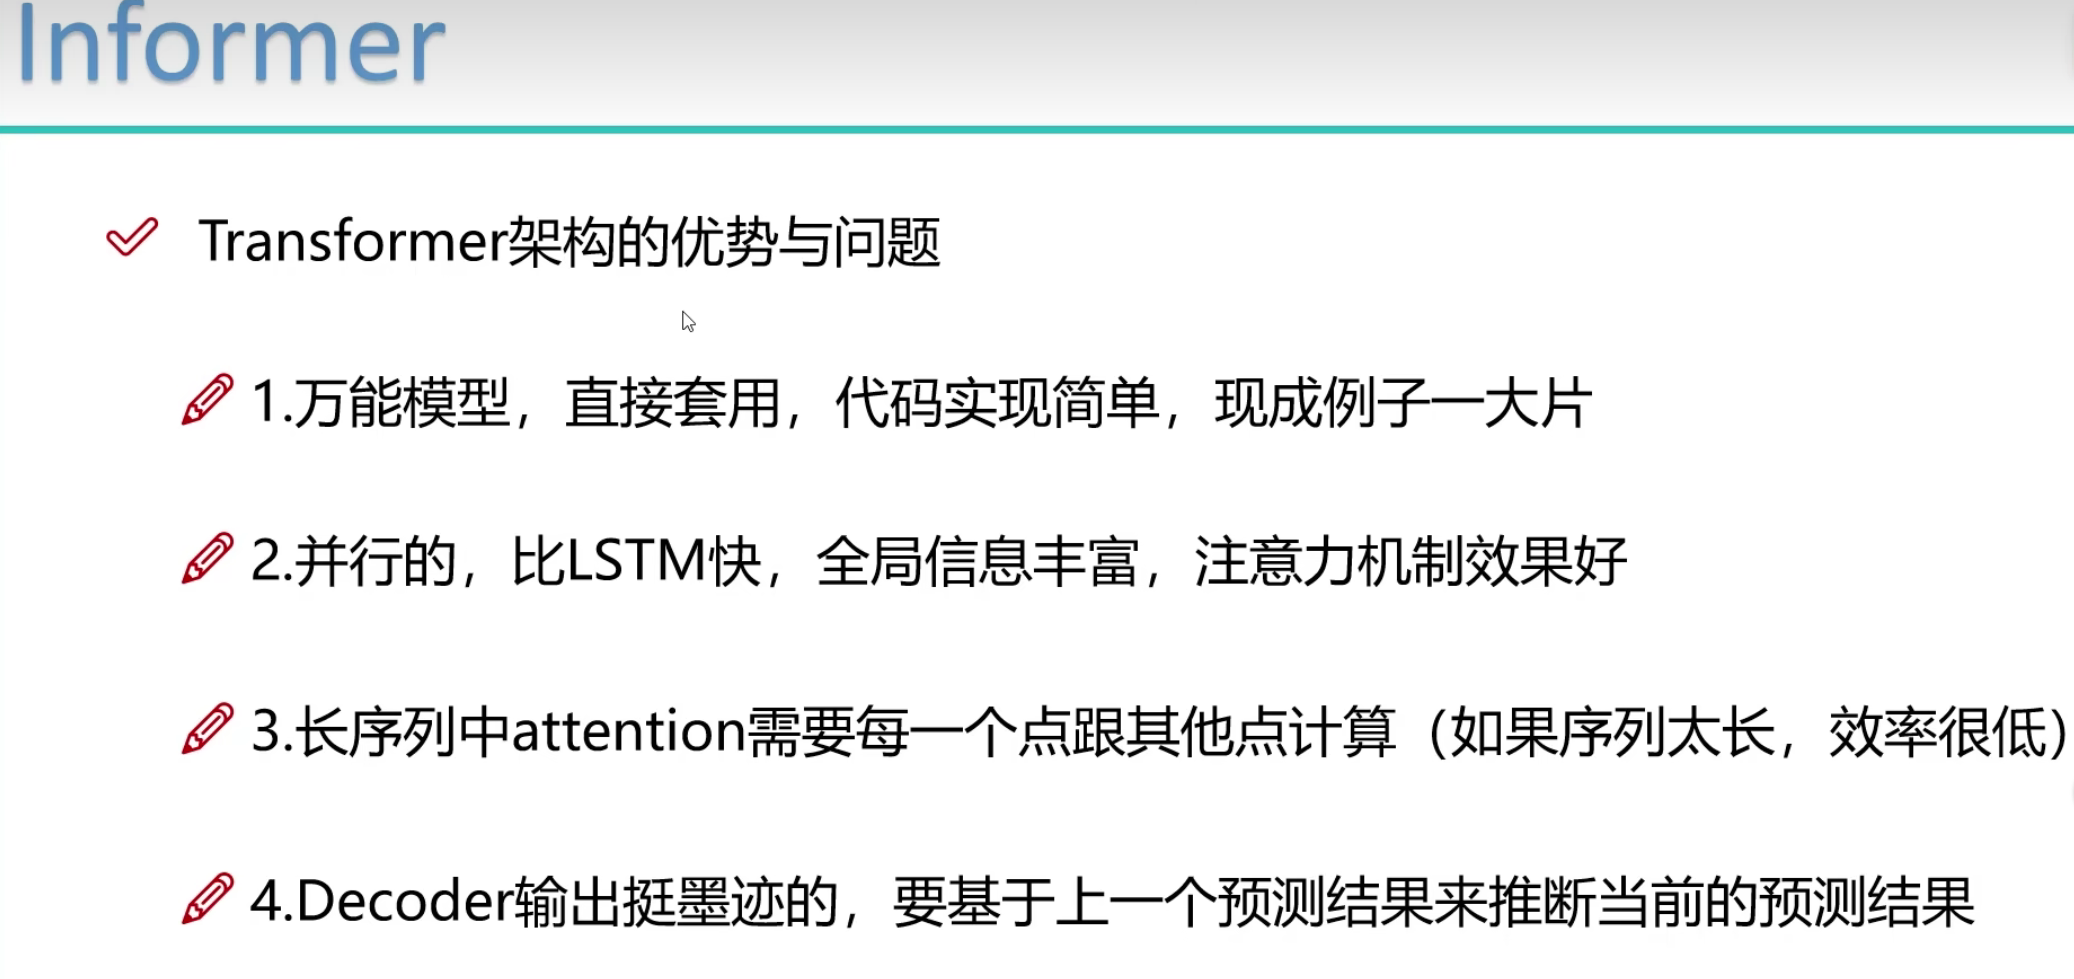 Informer
Transformer架构的优势与问题
1.万能模型，直接套用，代码实现简单，现成例子一大片
2.并行的，比LSTM快，全局信息丰富，注意力机制效果好
3.长序列中attention需要每一个点跟其他点计算（如果序列太长，效率很低）
4.Decoder输出挺墨迹的，要基于上一个预测结果来推断当前的预测结果